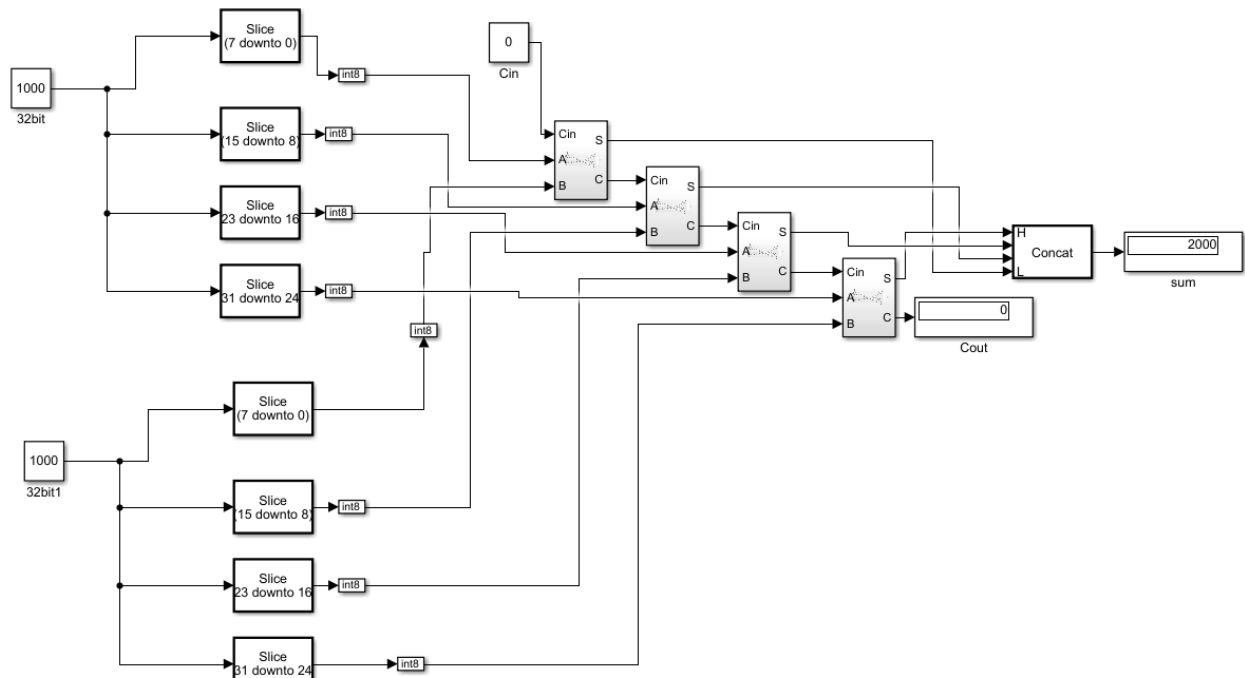 Slice
(7 downto 0)
0
Cin
int8
1000
32bit
Slice
(15 downto 8)
int8
Cin
A
B
S
C
Slice
23 downto 16
int8
Cin
A
B
S
C
Cin
A
B
S
C
H
L
Concat
2000
sum
Slice
31 downto 24
int8
Cin
A
B
S
C
0
Cout
int8
Slice
(7 downto 0)
1000
32bit1
Slice
(15 downto 8)
int8
Slice
23 downto 16
int8
Slice
31 downto 24
int8